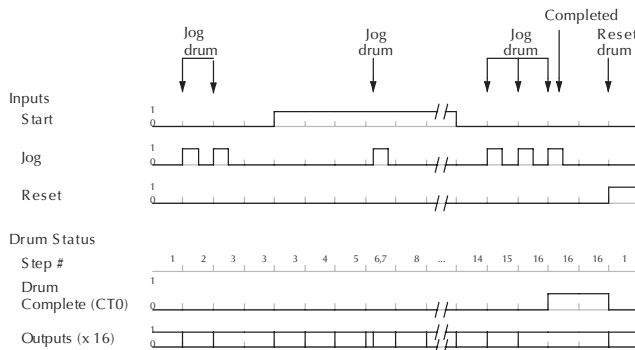 Completed
Jog drum
Jog drum
Jog drum
Reset drum
Inputs
Start
1
0
Jog
1
0
Reset
1
0
Drum Status
Step #
1 2 3 3 3 4 5 6,7 8 ... 14 15 16 16 16 1
Drum
Complete (CT0)
1
0
Outputs (x 16)
1
0